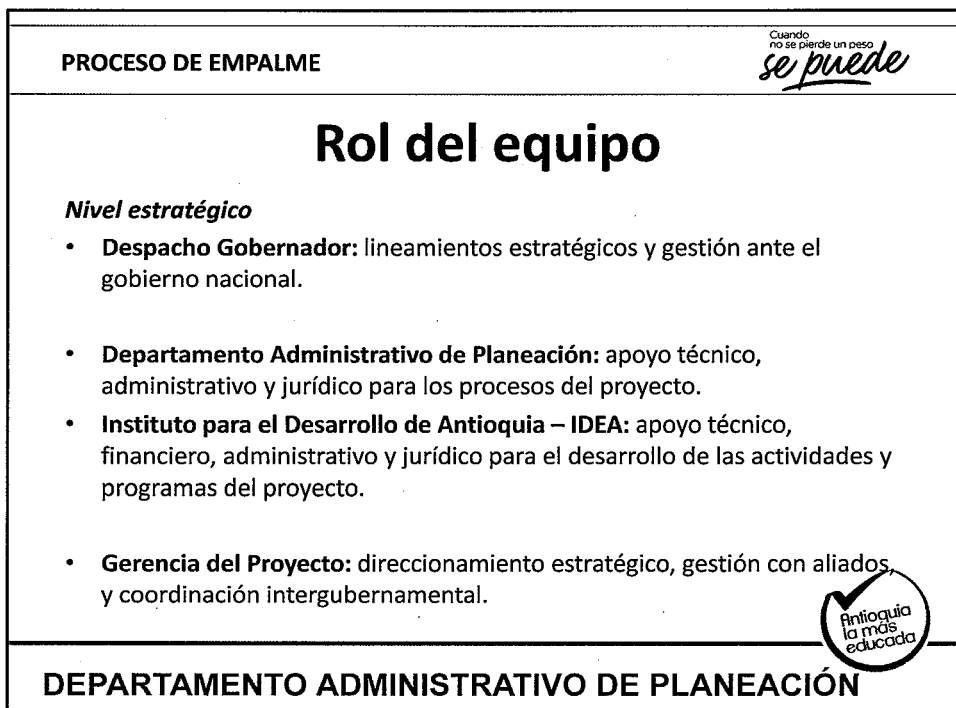 PROCESO DE EMPALME
Cuando
no se pierde un peso
se puede
Rol del equipo
Nivel estratégico
• Despacho Gobernador: lineamientos estratégicos y gestión ante el
gobierno nacional.
• Departamento Administrativo de Planeación: apoyo técnico,
administrativo y jurídico para los procesos del proyecto.
• Instituto para el Desarrollo de Antioquia – IDEA: apoyo técnico,
financiero, administrativo y jurídico para el desarrollo de las actividades y
programas del proyecto.
• Gerencia del Proyecto: direccionamiento estratégico, gestión con aliados,
y coordinación intergubernamental.
Antioquia
la más
educada
DEPARTAMENTO ADMINISTRATIVO DE PLANEACIÓN